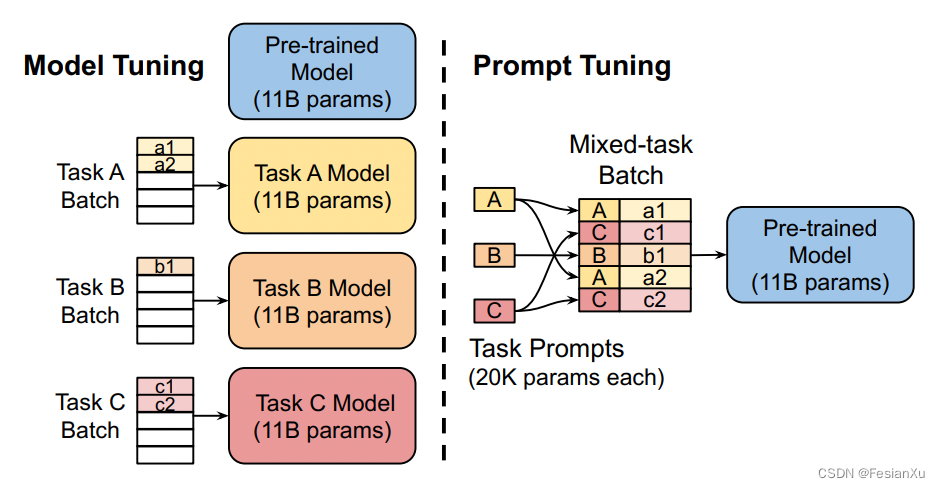 Model Tuning
Pre-trained
Model
(11B params)
Task A
Batch
a1
a2
Task A Model
(11B params)
Task B
Batch
b1
Task B Model
(11B params)
Task C
Batch
c1
c2
Task C Model
(11B params)
Prompt Tuning
Mixed-task
Batch
A
B
C
A a1
C c1
B b1
A a2
C c2
Task Prompts
(20K params each)
Pre-trained
Model
(11B params)
CSDN @FesianXu